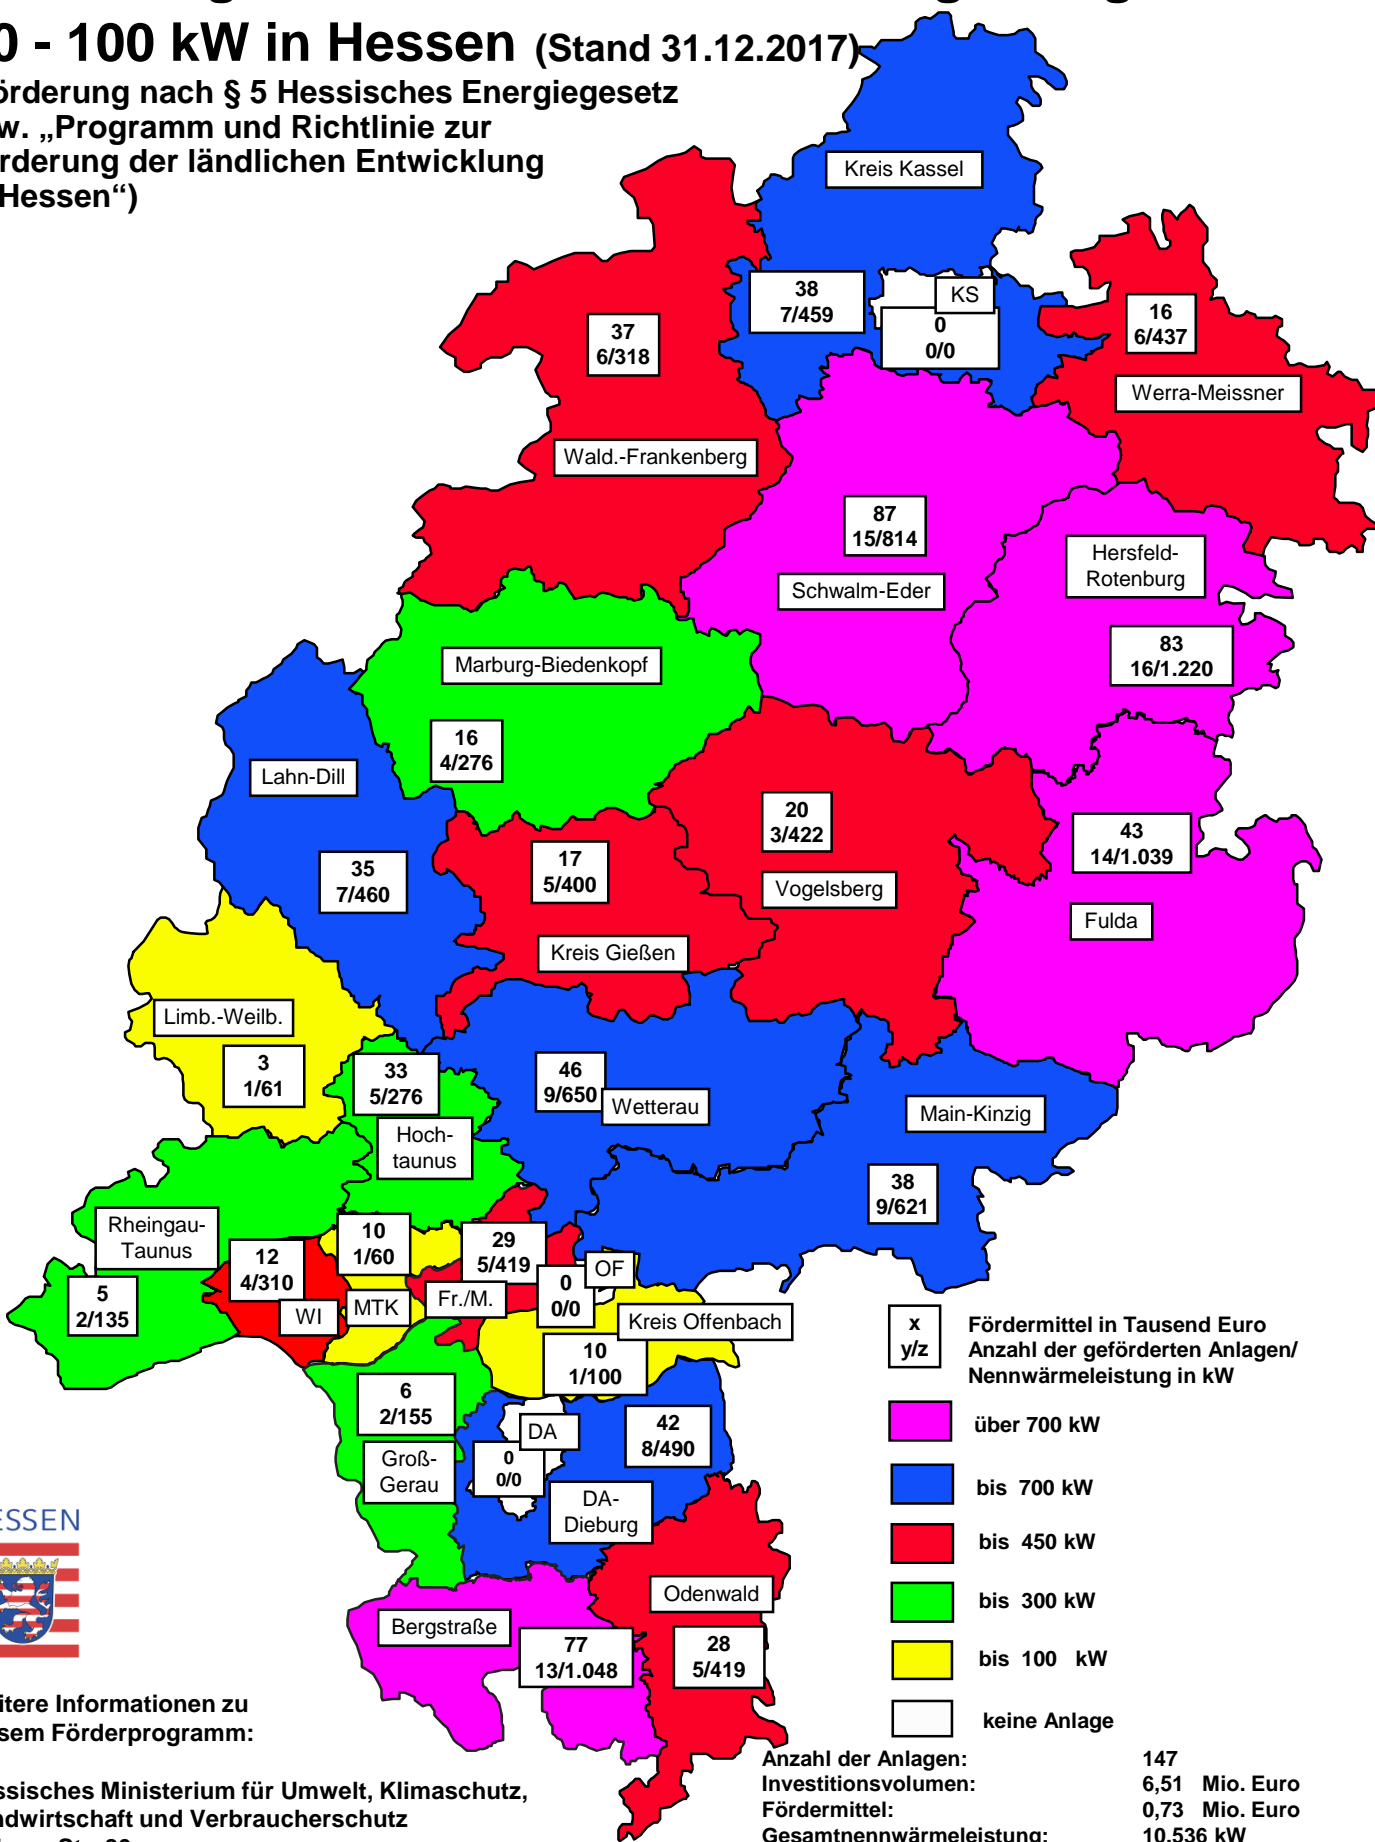 0 - 100 kW in Hessen (Stand 31.12.2017)
örderung nach § 5 Hessisches Energiegesetz
w. „Programm und Richtlinie zur
rderung der ländlichen Entwicklung
Hessen“)
Kreis Kassel
38
7/459
KS
0
0/0
16
6/437
Werra-Meissner
37
6/318
Wald.-Frankenberg
87
15/814
Schwalm-Eder
Hersfeld-
Rotenburg
83
16/1.220
Marburg-Biedenkopf
16
4/276
Lahn-Dill
35
7/460
20
3/422
Vogelsberg
43
14/1.039
Fulda
17
5/400
Kreis Gießen
Limb.-Weilb.
3
1/61
33
5/276
Hoch-
taunus
46
9/650
Wetterau
Main-Kinzig
38
9/621
Rheingau-
Taunus
5
2/135
12
4/310
WI
10
1/60
MTK
29
5/419
Fr./M.
0
0/0
OF
Kreis Offenbach
10
1/100
6
2/155
Groß-
Gerau
DA
0
0/0
42
8/490
DA-
Dieburg
Odenwald
28
5/419
Bergstraße
77
13/1.048
x
y/z
Fördermittel in Tausend Euro
Anzahl der geförderten Anlagen/
Nennwärmeleistung in kW
über 700 kW
bis 700 kW
bis 450 kW
bis 300 kW
bis 100 kW
keine Anlage
ESSEN
itere Informationen zu
sem Förderprogramm:
ssisches Ministerium für Umwelt, Klimaschutz,
ndwirtschaft und Verbraucherschutz
Anzahl der Anlagen: 147
Investitionsvolumen: 6,51 Mio. Euro
Fördermittel: 0,73 Mio. Euro
Gesamtnennwärmeleistung: 10.536 kW